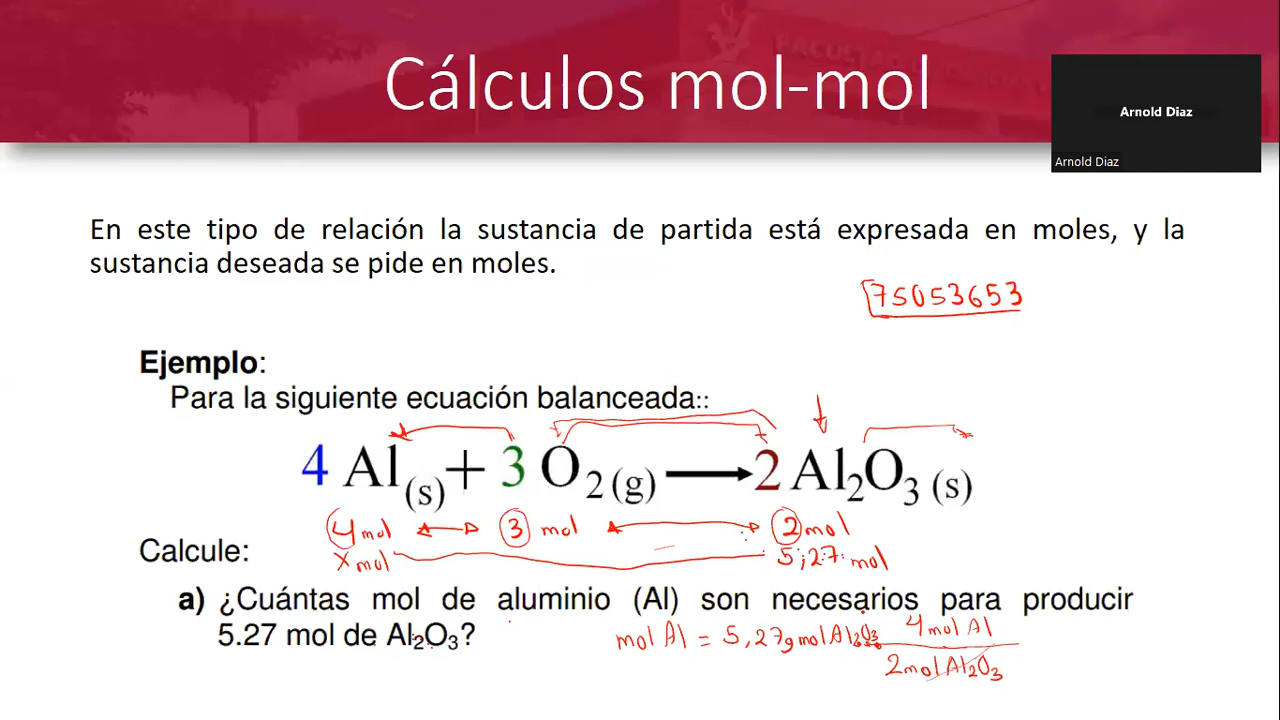 Cálculos mol-mol
Arnold Diaz
Arnold Diaz
En este tipo de relación la sustancia de partida está expresada en moles, y la
sustancia deseada se pide en moles.
75053653
Ejemplo:
Para la siguiente ecuación balanceada::
4 Al(s) + 3 O2(g) → 2 Al2O3(s)
4 mol ↔ 3 mol ↔ 2 mol
Calcule:
x mol 5,27 mol
a) ¿Cuántas mol de aluminio (Al) son necesarios para producir
5.27 mol de Al2O3?
mol Al = 5,27g mol Al2O3 4 mol Al
2 mol Al2O3